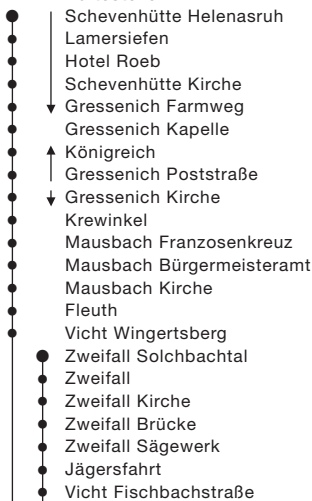 Schevenhütte Helenasruh
Lamersiefen
Hotel Roeb
Schevenhütte Kirche
Gressenich Farmweg
Gressenich Kapelle
Königreich
Gressenich Poststraße
Gressenich Kirche
Krewinkel
Mausbach Franzosenkreuz
Mausbach Bürgermeisteramt
Mausbach Kirche
Fleuth
Vicht Wingertsberg
Zweifall Solchbachtal
Zweifall
Zweifall Kirche
Zweifall Brücke
Zweifall Sägewerk
Jägersfahrt
Vicht Fischbachstraße